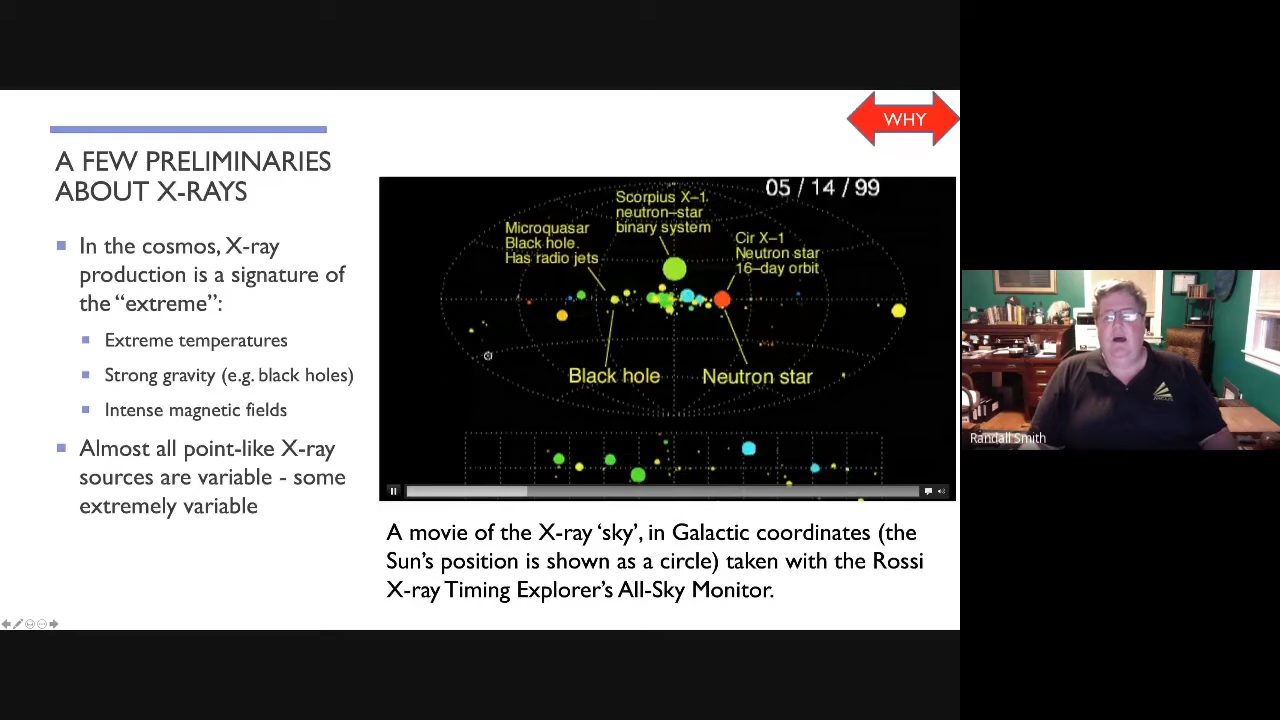 WHY
A FEW PRELIMINARIES
ABOUT X-RAYS
In the cosmos, X-ray
production is a signature of
the “extreme”:
Extreme temperatures
Strong gravity (e.g. black holes)
Intense magnetic fields
Almost all point-like X-ray
sources are variable - some
extremely variable
05 / 14 / 99
Scorpius X-1
neutron-star
binary system
Microquasar
Black hole.
Has radio jets
Cir X-1
Neutron star
16-day orbit
Black hole
Neutron star
A movie of the X-ray ‘sky’, in Galactic coordinates (the
Sun’s position is shown as a circle) taken with the Rossi
X-ray Timing Explorer’s All-Sky Monitor.
Randall Smith